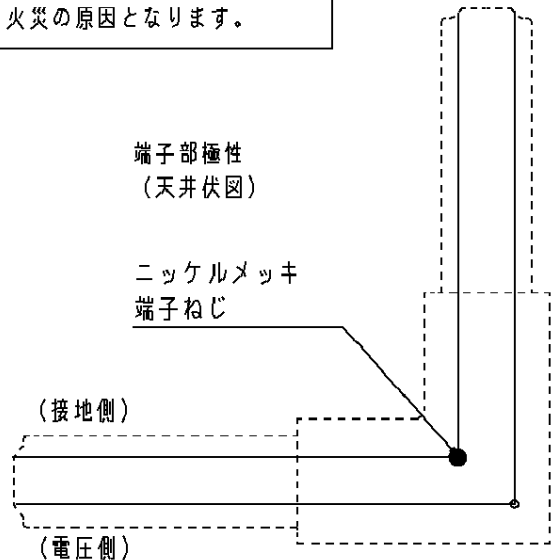 火災の原因となります。
端子部極性
(天井伏図)
ニッケルメッキ
端子ねじ
(接地側)
(電圧側)